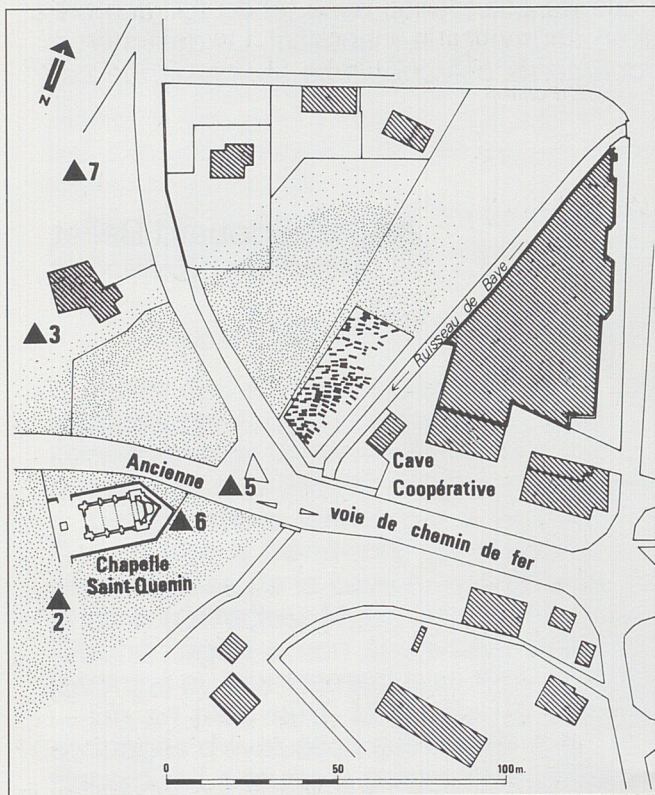 N
7
3
Ruisseau de Baye
Cave
Coopérative
Ancienne
voie de chemin de fer
5
6
Chapelle
Saint-Quenin
2
0
50
100m.